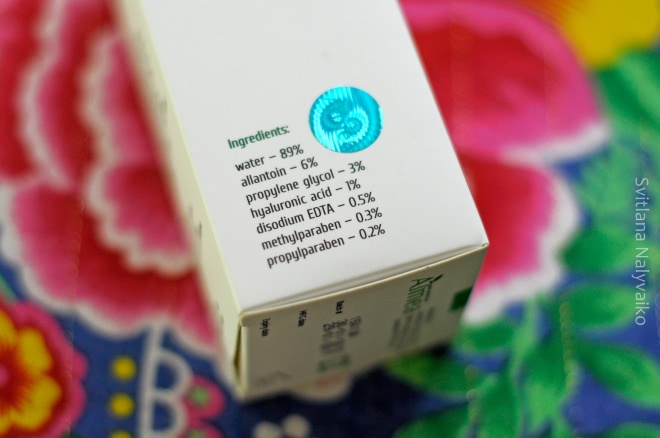 Ingredients:
water – 89%
allantoin – 6%
propylene glycol – 3%
hyaluronic acid – 1%
disodium EDTA – 0.5%
methylparaben – 0.3%
propylparaben – 0.2%
Svitlana Nalyvaiko